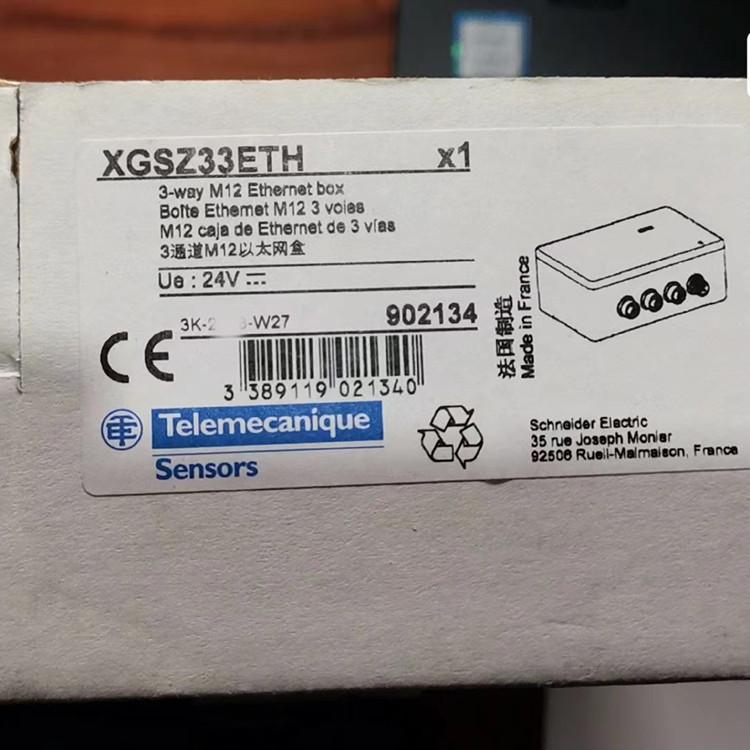 XGSZ33ETH x1
3-way M12 Ethernet box
Boîte Ethernet M12 3 voies
M12 caja de Ethernet de 3 vías
3通道M12以太网盒
Ue : 24V
902134
3 389119 021340
CE
Telemecanique
Sensors
法国制造
Made in France
Schneider Electric
35 rue Joseph Monier
92506 Rueil-Malmaison, France